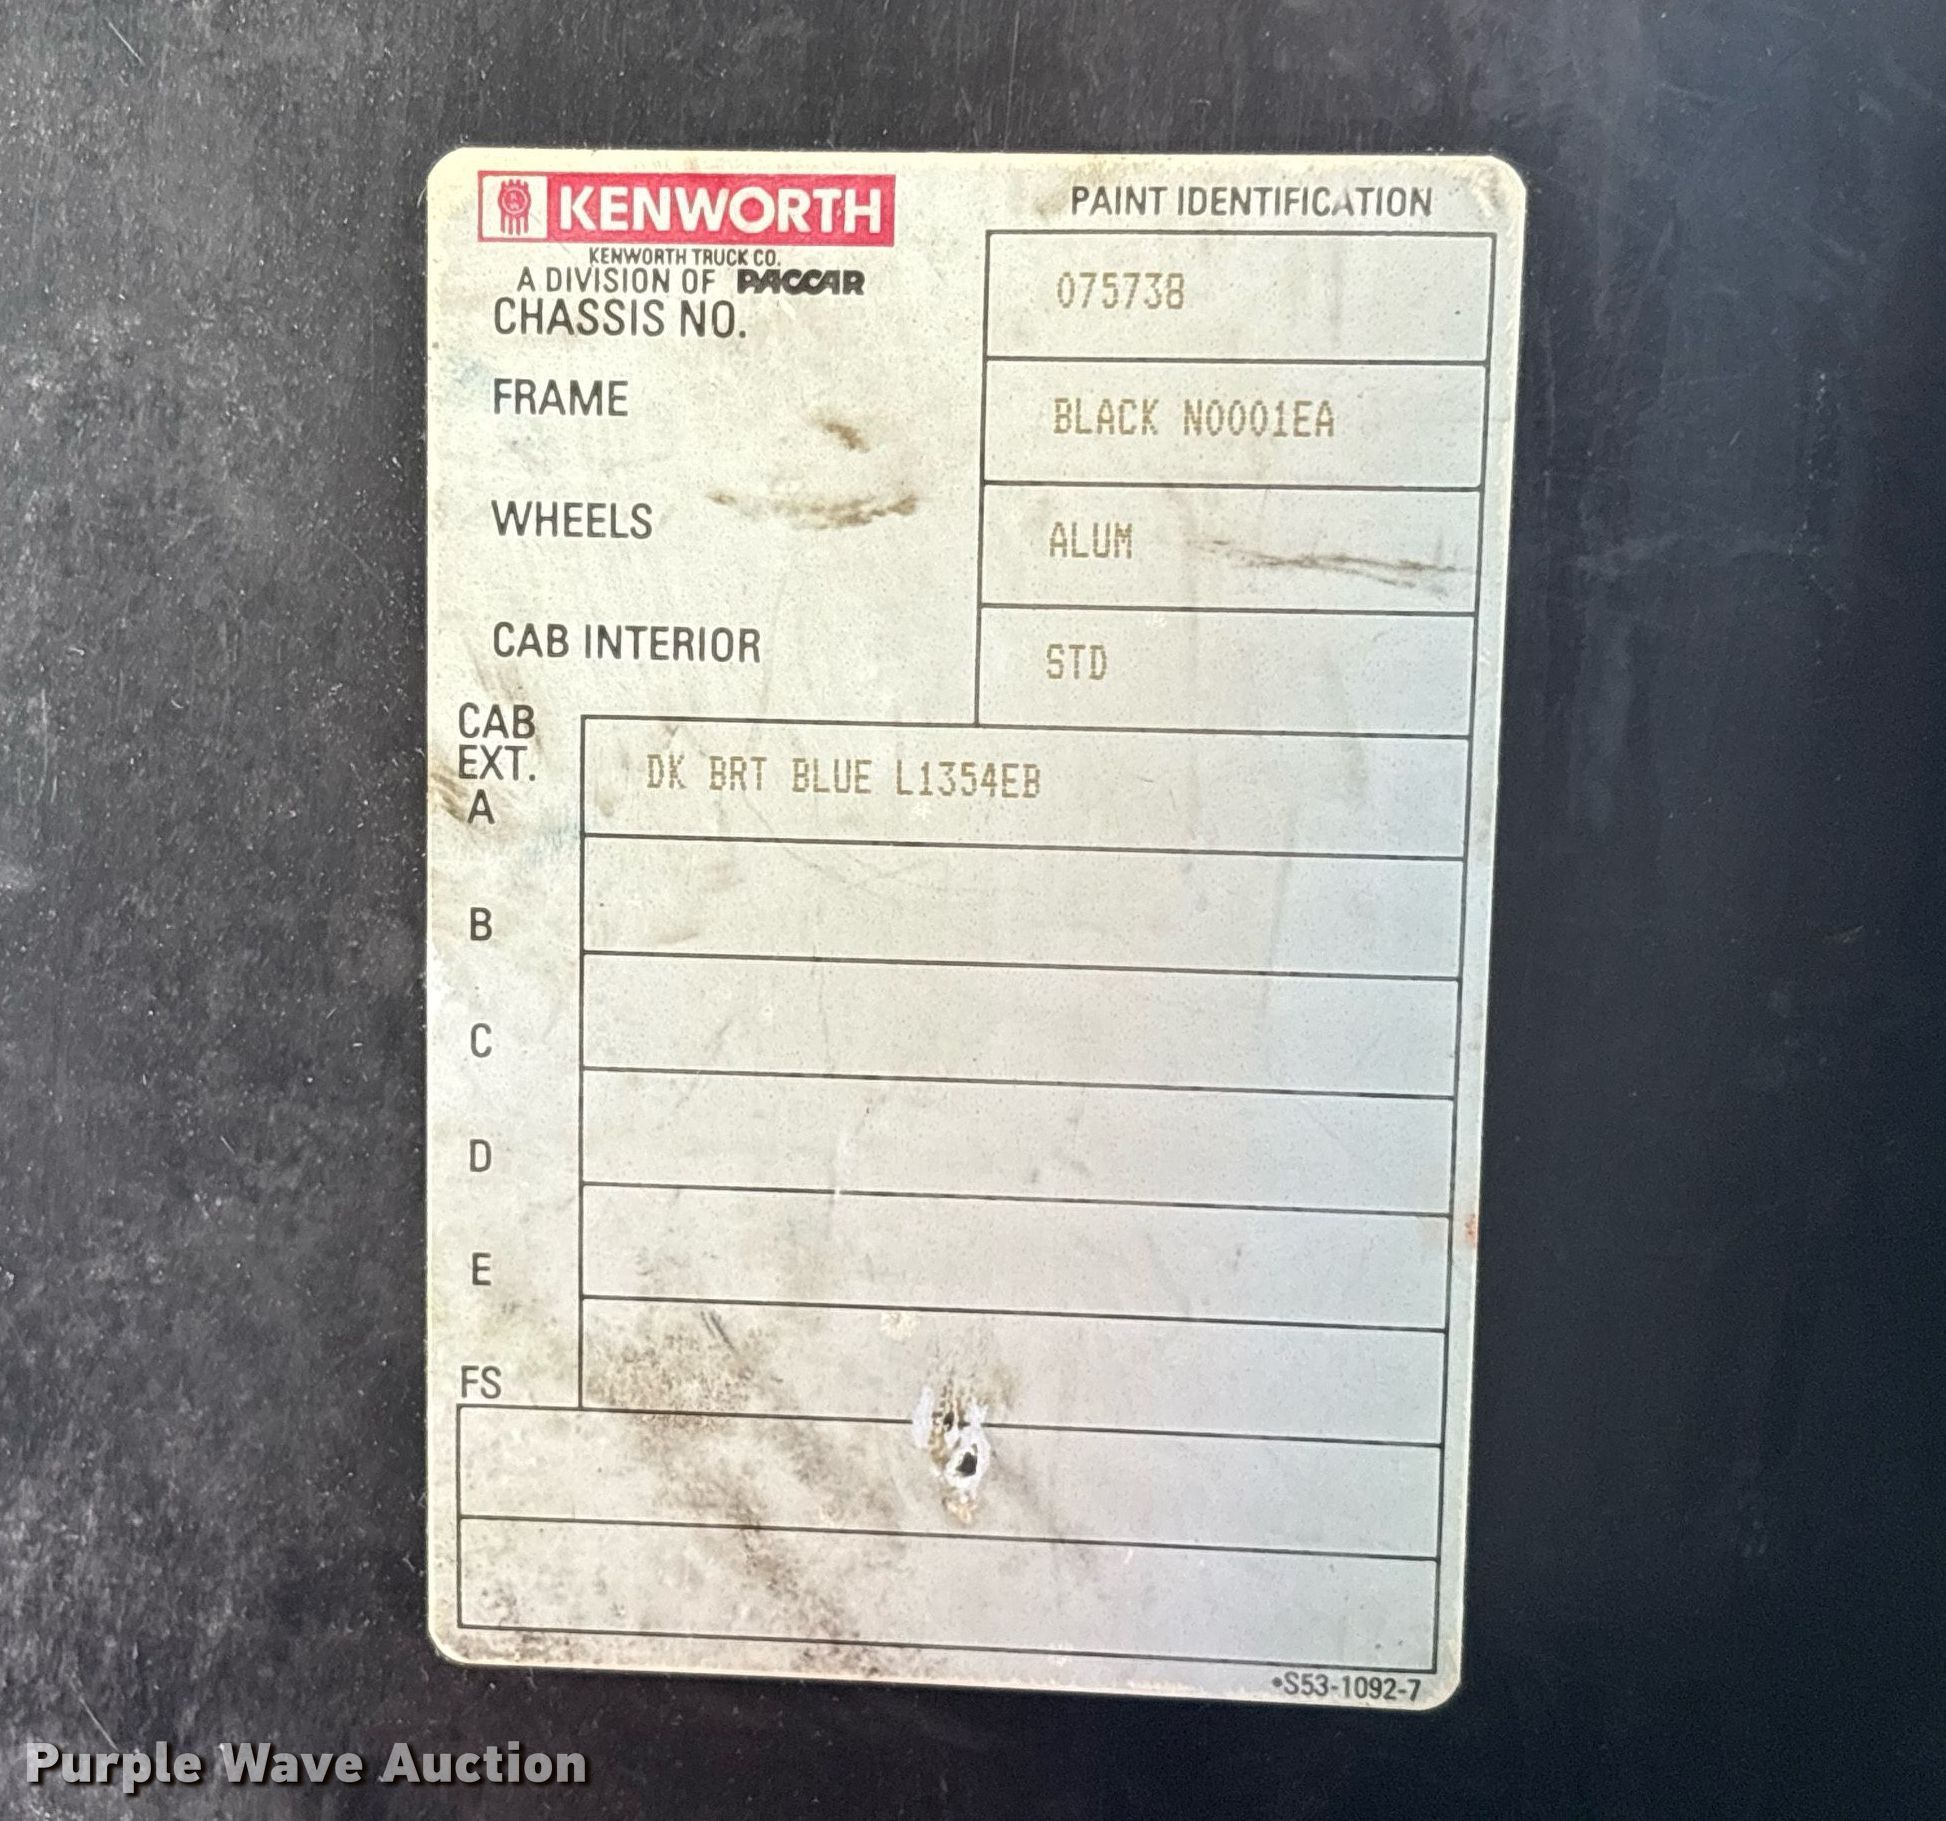 KENWORTH
KENWORTH TRUCK CO.
A DIVISION OF PACCAR
PAINT IDENTIFICATION
CHASSIS NO. 075738
FRAME BLACK N0001EA
WHEELS ALUM
CAB INTERIOR STD
CAB
EXT.
A DK BRT BLUE L1354EB
B
C
D
E
FS
•S53-1092-7
Purple Wave Auction